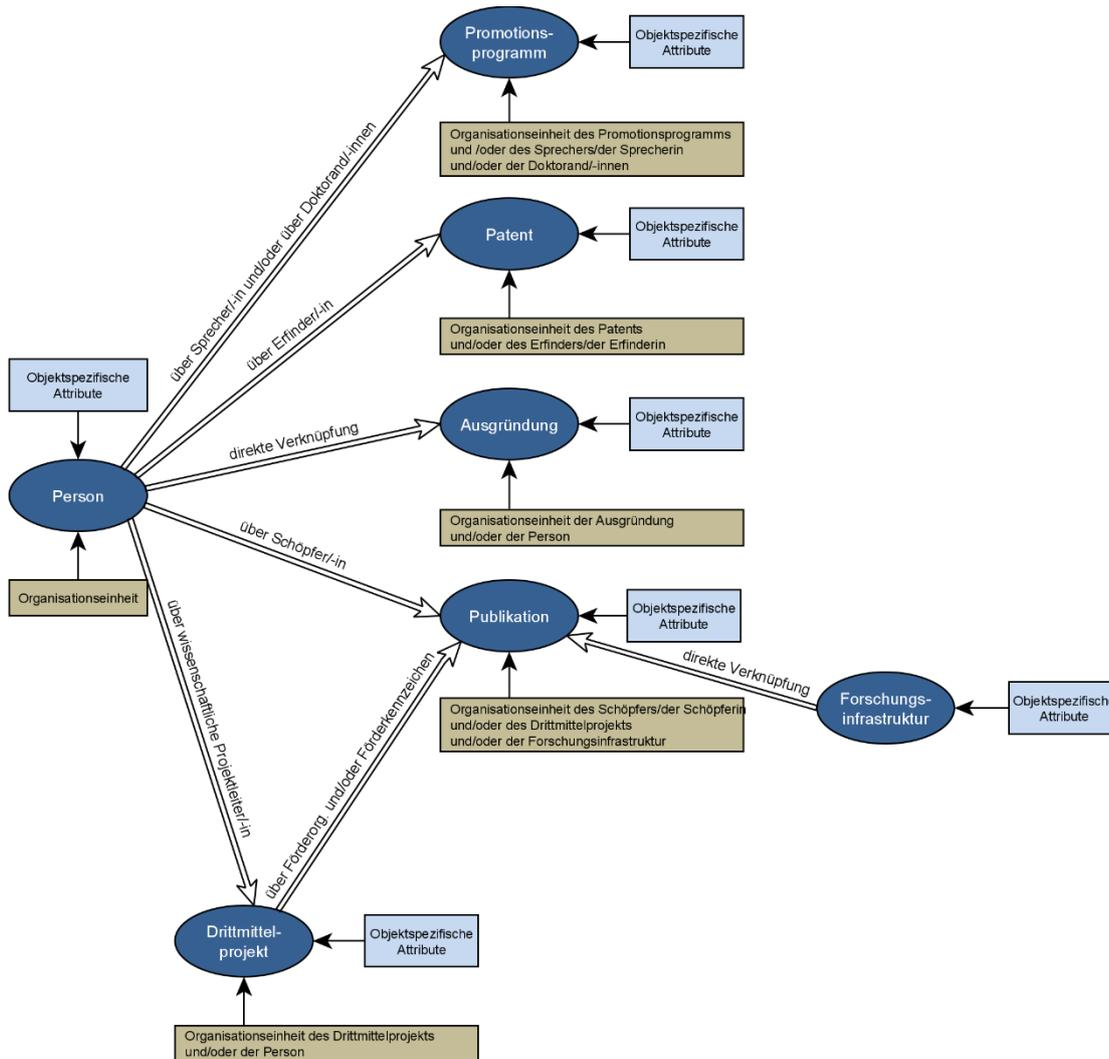 Promotions-
programm
Objektspezifische
Attribute
Organisationseinheit des Promotionsprogramms
und /oder des Sprechers/der Sprecherin
und/oder der Doktorand/-innen
über Sprecher/-in und/oder über Doktorand/-innen
Patent
Objektspezifische
Attribute
über Erfinder/-in
Organisationseinheit des Patents
und/oder des Erfinders/der Erfinderin
Objektspezifische
Attribute
Ausgründung
Objektspezifische
Attribute
direkte Verknüpfung
Person
Organisationseinheit der Ausgründung
und/oder der Person
über Schöpfer/-in
Organisationseinheit
Publikation
Objektspezifische
Attribute
direkte Verknüpfung
über wissenschaftliche Projektleiter/-in
über Förderorg. und/oder Förderkennzeichen
Organisationseinheit des Schöpfers/der Schöpferin
und/oder des Drittmittelprojekts
und/oder der Forschungsinfrastruktur
Forschungs-
infrastruktur
Objektspezifische
Attribute
Drittmittel-
projekt
Objektspezifische
Attribute
Organisationseinheit des Drittmittelprojekts
und/oder der Person